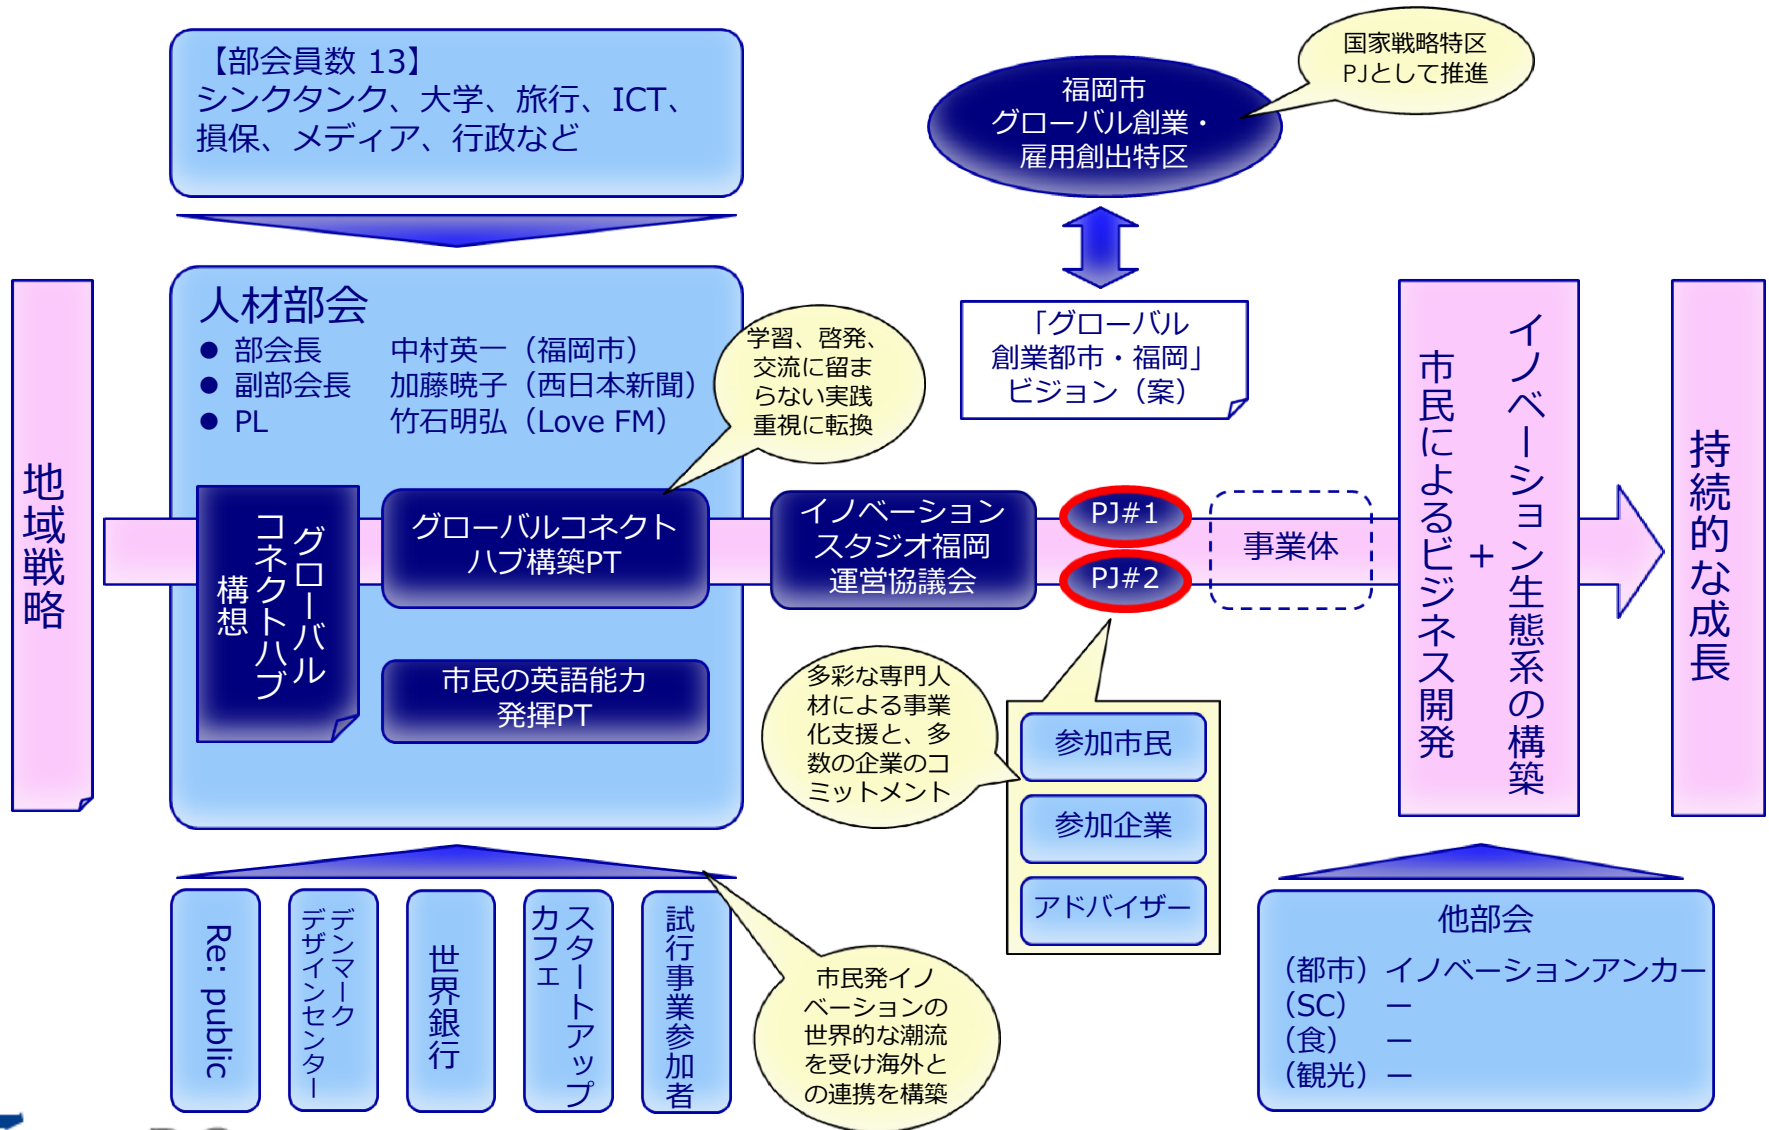 【部会員数 13】
シンクタンク、大学、旅行、ICT、
損保、メディア、行政など
福岡市
グローバル創業・
雇用創出特区
国家戦略特区
PJとして推進
「グローバル
創業都市・福岡」
ビジョン（案）
地域戦略
人材部会
● 部会長 中村英一（福岡市）
● 副部会長 加藤暁子（西日本新聞）
● PL 竹石明弘（Love FM）
学習、啓発、
交流に留ま
らない実践
重視に転換
グローバル
コネクトハブ
構想
グローバルコネクト
ハブ構築PT
市民の英語能力
発揮PT
イノベーション
スタジオ福岡
運営協議会
PJ#1
PJ#2
事業体
イノベーション生態系の構築
+
市民によるビジネス開発
持続的な成長
多彩な専門人
材による事業
化支援と、多
数の企業のコ
ミットメント
参加市民
参加企業
アドバイザー
Re: public
デンマーク
デザインセンター
世界銀行
スタートアップ
カフェ
試行事業参加者
市民発イノ
ベーションの
世界的な潮流
を受け海外と
の連携を構築
他部会
（都市）イノベーションアンカー
（SC） ー
（食） ー
（観光）ー